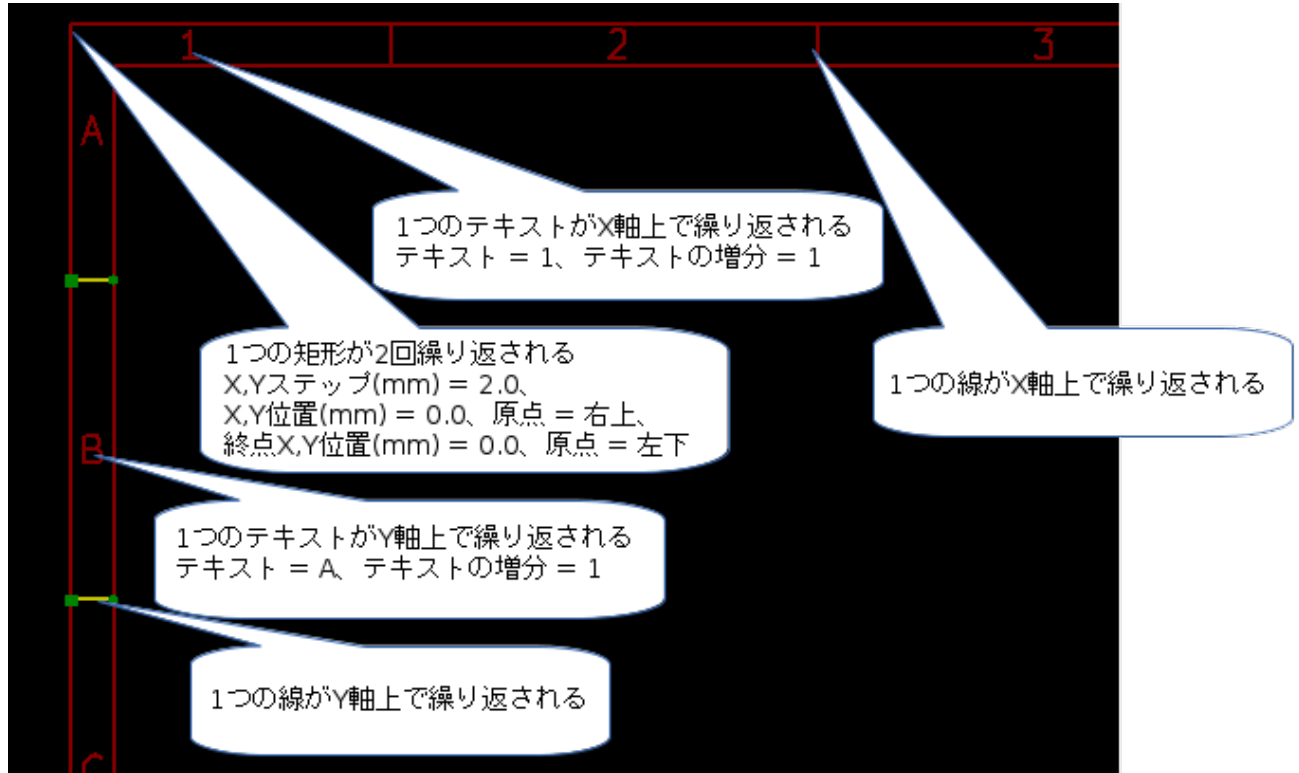 1
2
3
A
1つのテキストがX軸上で繰り返される
テキスト = 1、テキストの増分 = 1
1つの矩形が2回繰り返される
X,Yステップ(mm) = 2.0、
X,Y位置(mm) = 0.0、原点 = 右上、
終点X,Y位置(mm) = 0.0、原点 = 左下
1つの線がX軸上で繰り返される
B
1つのテキストがY軸上で繰り返される
テキスト = A、テキストの増分 = 1
1つの線がY軸上で繰り返される
C